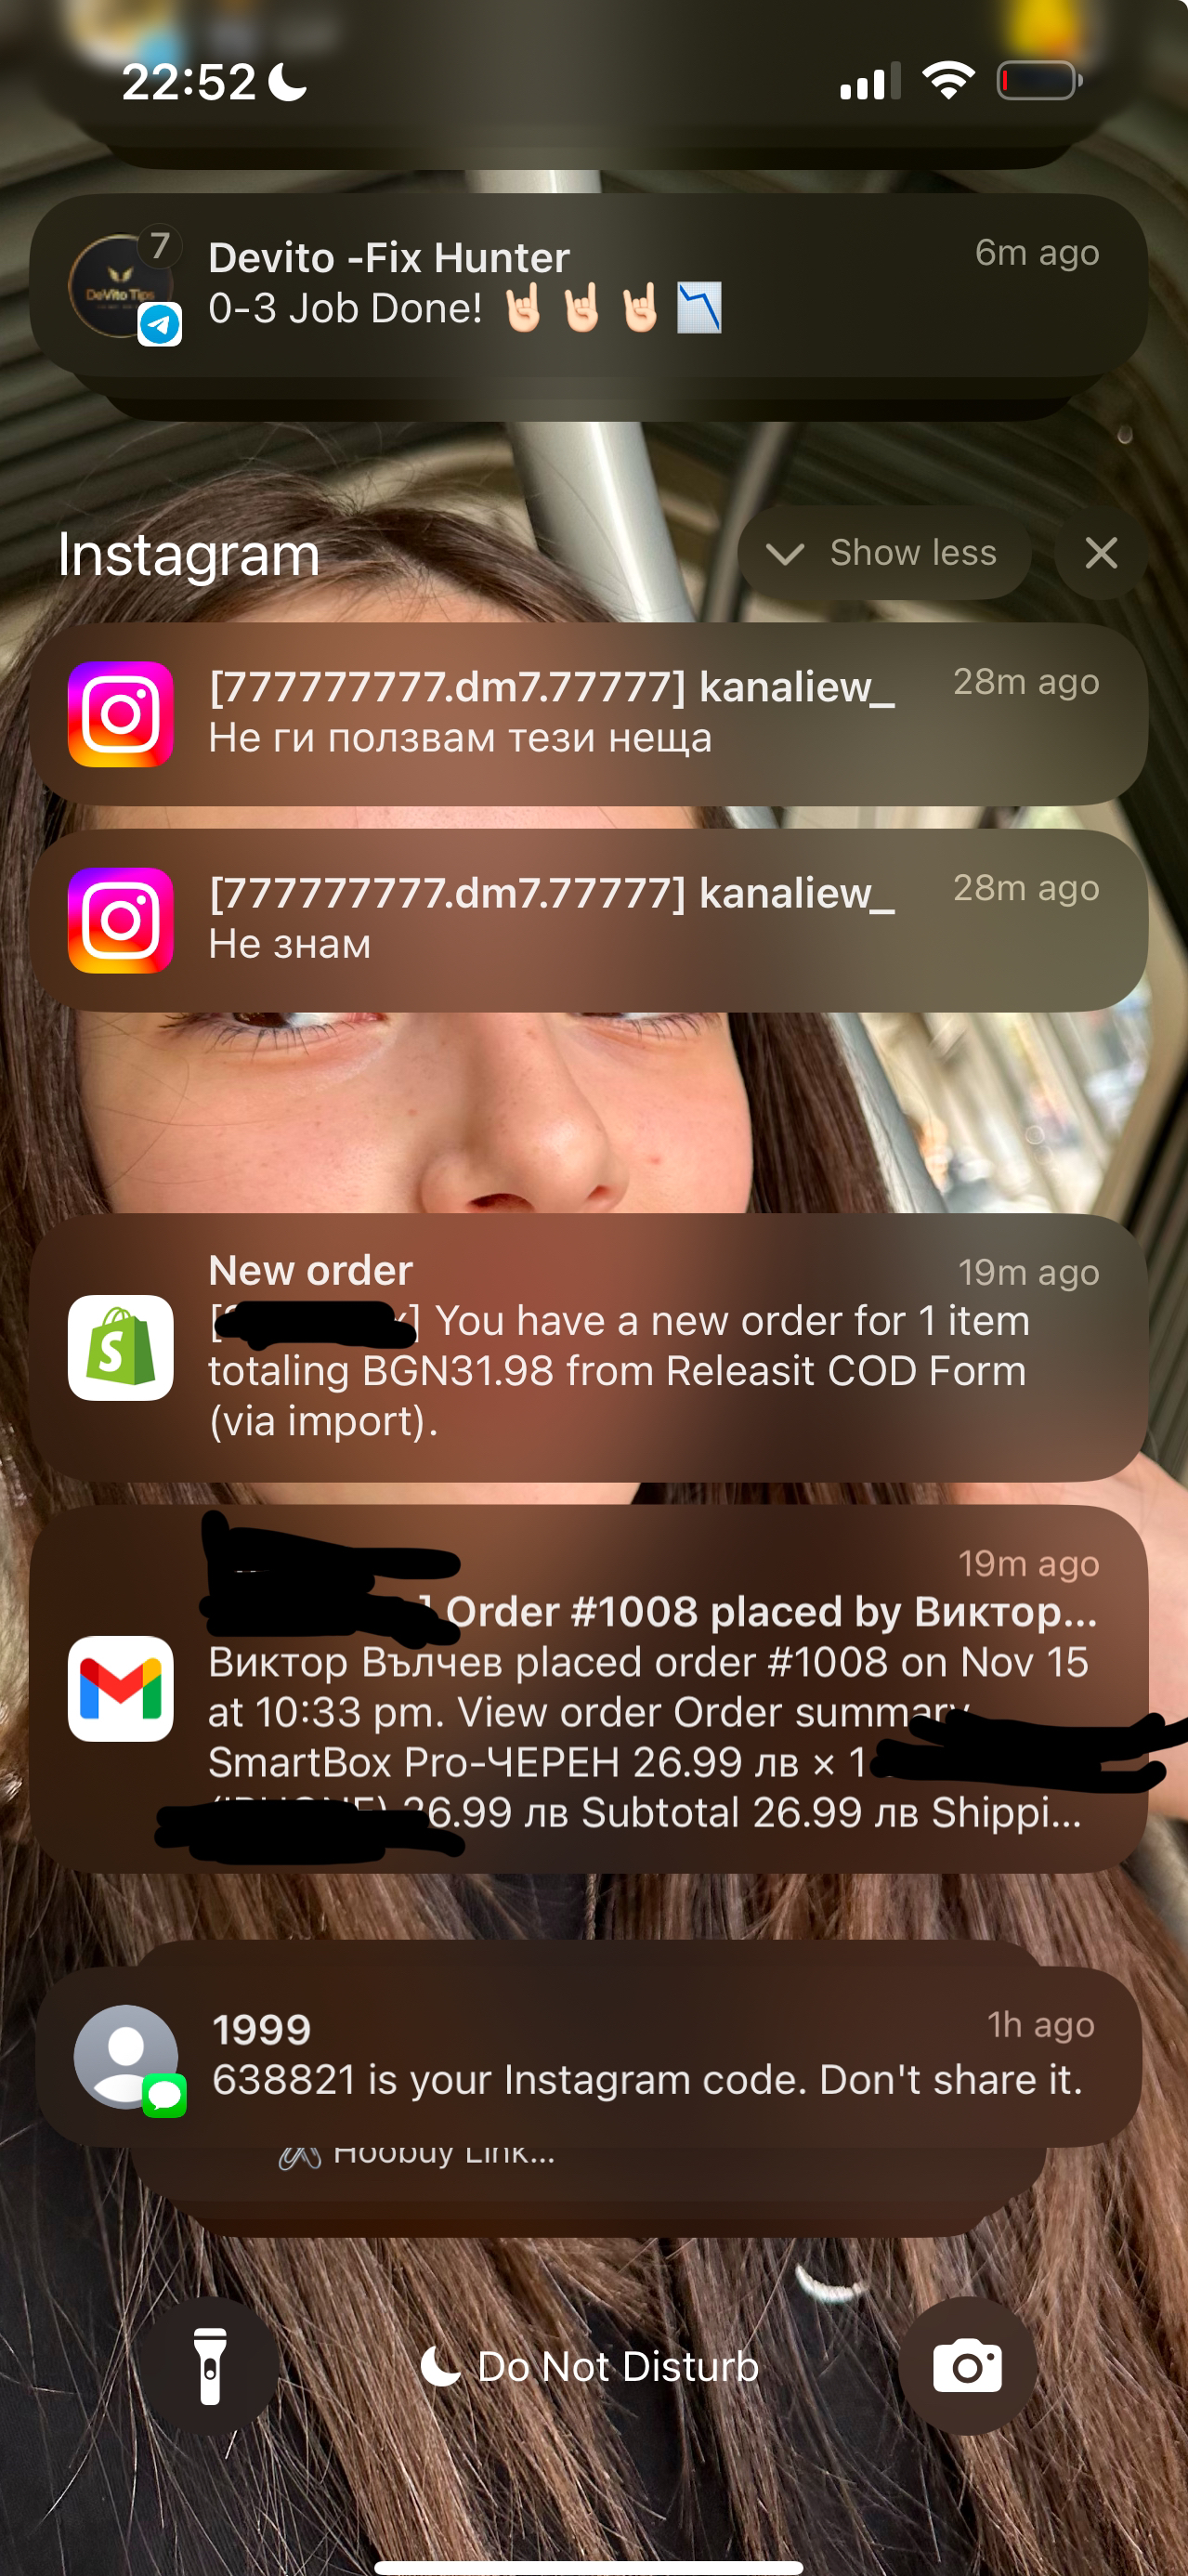 22:52
7
DeVito Tips
Devito -Fix Hunter
6m ago
0-3 Job Done! 🤘🏻🤘🏻🤘🏻📉
Instagram
Show less
[777777777.dm7.77777] kanaliew_
28m ago
Не ги ползвам тези неща
[777777777.dm7.77777] kanaliew_
28m ago
Не знам
New order
19m ago
You have a new order for 1 item
totaling BGN31.98 from Releasit COD Form
(via import).
19m ago
] Order #1008 placed by Виктор...
Виктор Вълчев placed order #1008 on Nov 15
at 10:33 pm. View order Order summary
SmartBox Pro-ЧЕРЕН 26.99 лв × 1
26.99 лв Subtotal 26.99 лв Shippi...
1999
1h ago
638821 is your Instagram code. Don't share it.
Hoobuy Link...
Do Not Disturb